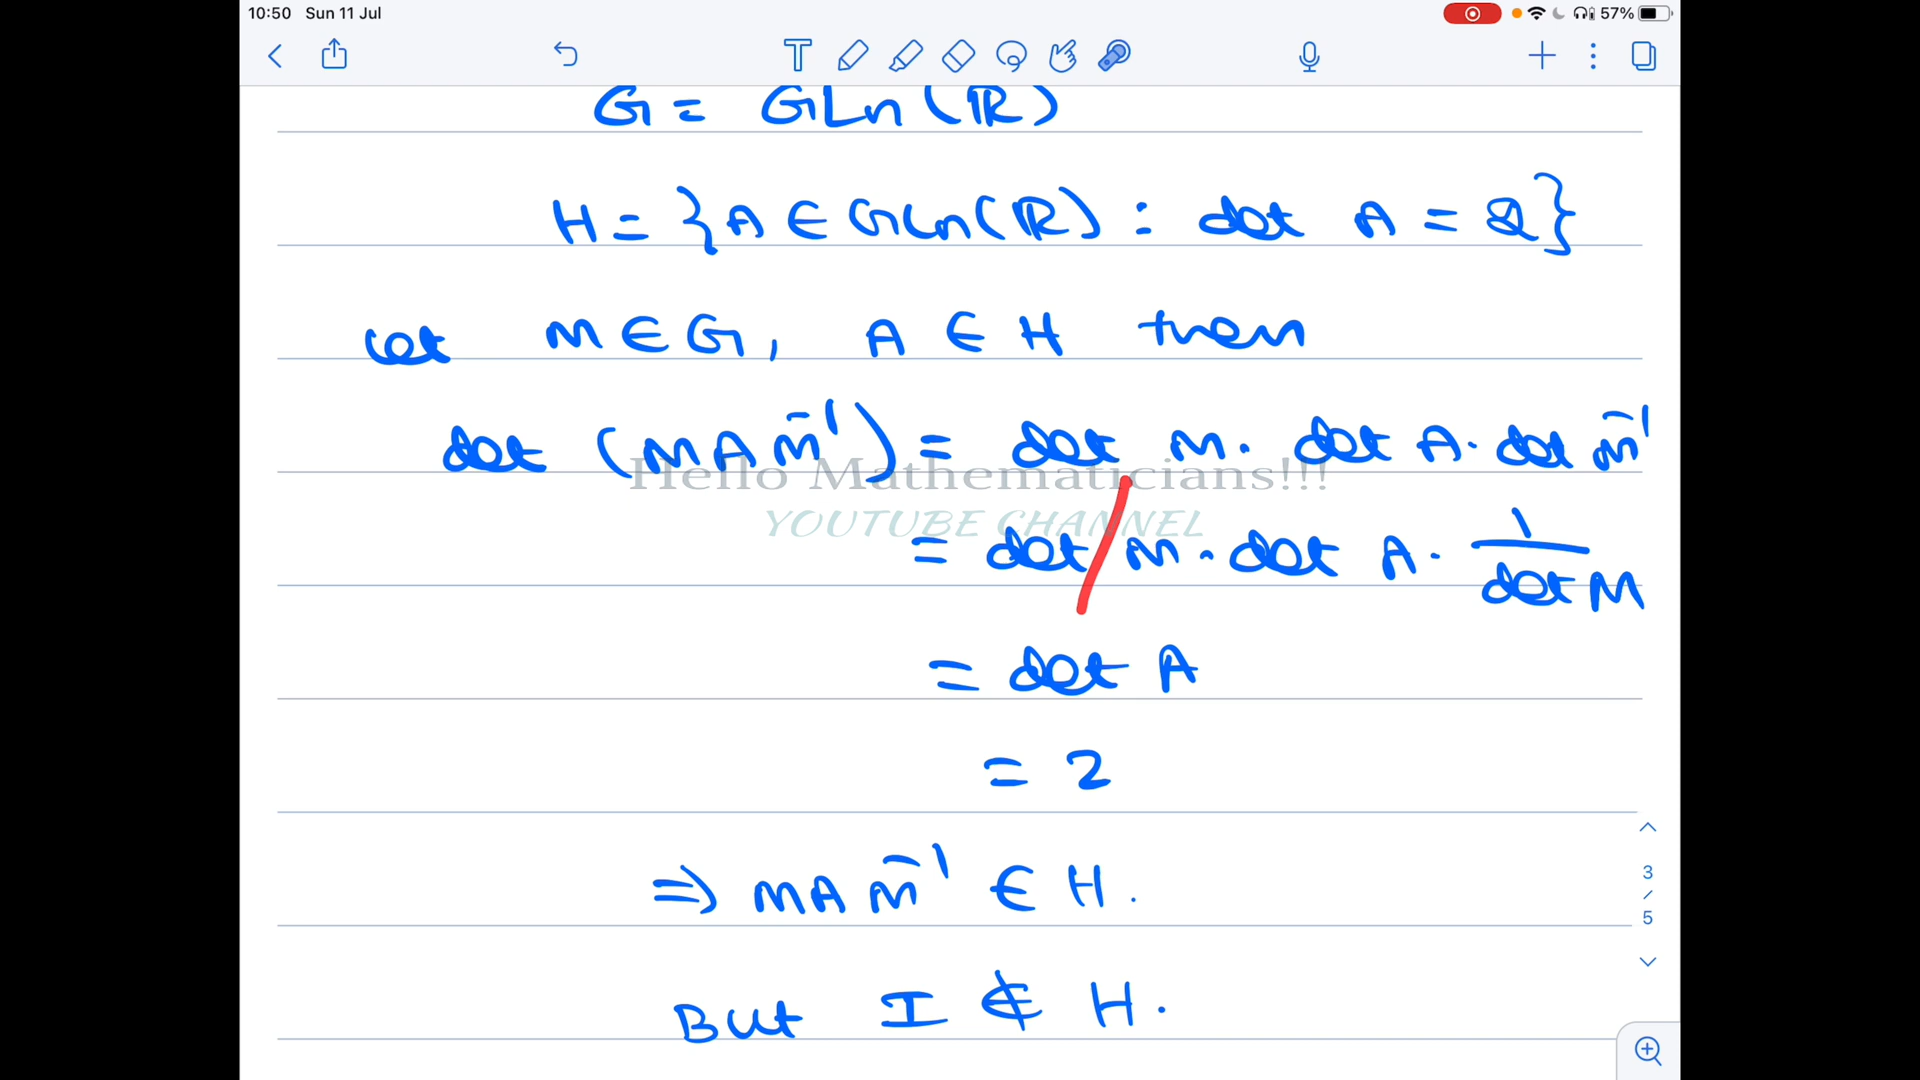 10:50 Sun 11 Jul 57%
G = GLn(ℝ)
H = {A ∈ GLn(ℝ) : det A = 2}
let M ∈ G, A ∈ H then
det (MAM⁻¹) = det M · det A · det M⁻¹
Hello Mathematicians!!!
YOUTUBE CHANNEL
= det M · det A · 1/det M
= det A
= 2
⇒ MAM⁻¹ ∈ H.
3/5
But I ∉ H.